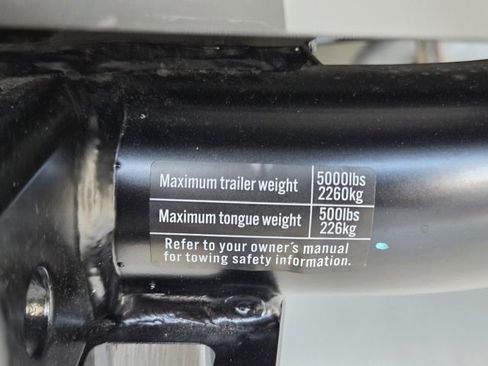 Maximum trailer weight 5000lbs
2260kg
Maximum tongue weight 500lbs
226kg
Refer to your owner's manual
for towing safety information.